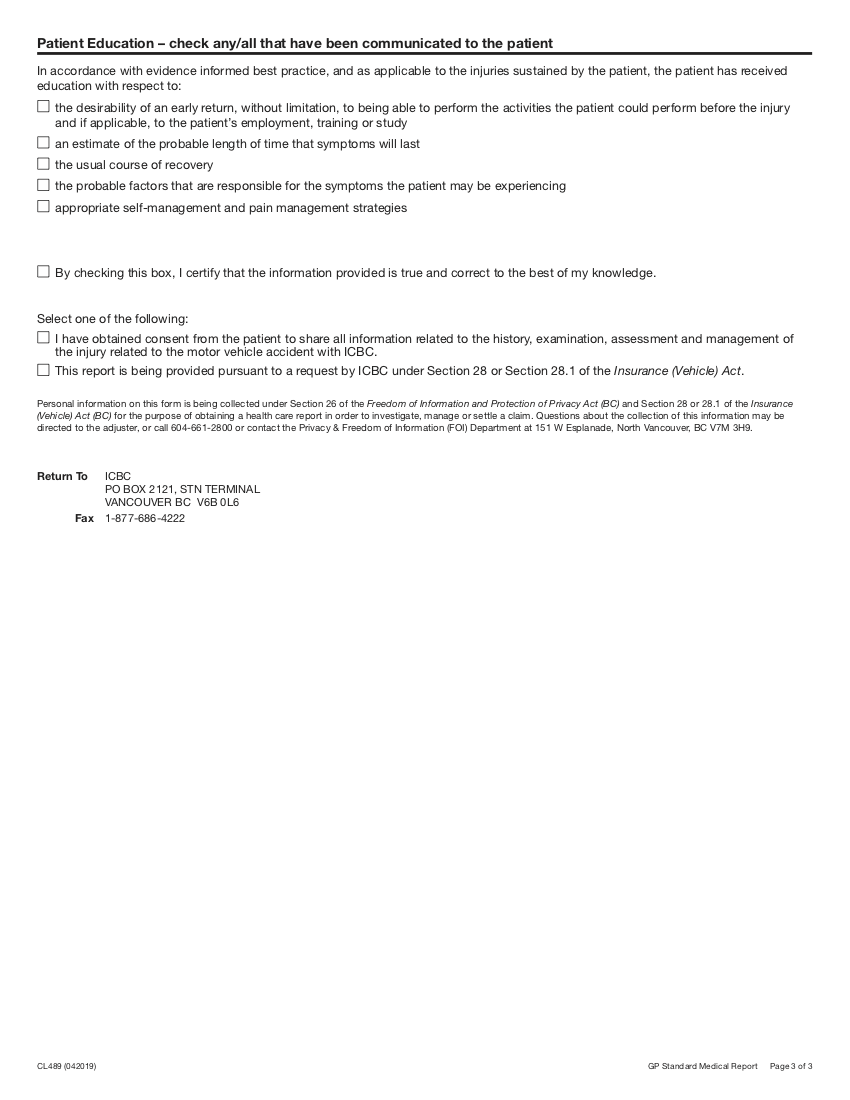 Patient Education – check any/all that have been communicated to the patient
In accordance with evidence informed best practice, and as applicable to the injuries sustained by the patient, the patient has received
education with respect to:
the desirability of an early return, without limitation, to being able to perform the activities the patient could perform before the injury
and if applicable, to the patient's employment, training or study
an estimate of the probable length of time that symptoms will last
the usual course of recovery
the probable factors that are responsible for the symptoms the patient may be experiencing
appropriate self-management and pain management strategies
By checking this box, I certify that the information provided is true and correct to the best of my knowledge.
Select one of the following:
I have obtained consent from the patient to share all information related to the history, examination, assessment and management of
the injury related to the motor vehicle accident with ICBC.
This report is being provided pursuant to a request by ICBC under Section 28 or Section 28.1 of the Insurance (Vehicle) Act.
Personal information on this form is being collected under Section 26 of the Freedom of Information and Protection of Privacy Act (BC) and Section 28 or 28.1 of the Insurance
(Vehicle) Act (BC) for the purpose of obtaining a health care report in order to investigate, manage or settle a claim. Questions about the collection of this information may be
directed to the adjuster, or call 604-661-2800 or contact the Privacy & Freedom of Information (FOI) Department at 151 W Esplanade, North Vancouver, BC V7M 3H9.
Return To ICBC
PO BOX 2121, STN TERMINAL
VANCOUVER BC V6B 0L6
Fax 1-877-686-4222
CL489 (042019) GP Standard Medical Report Page 3 of 3